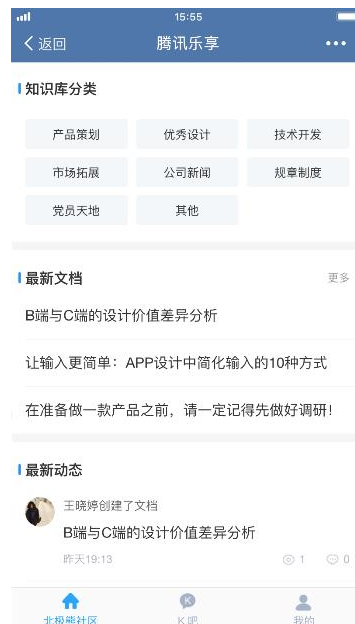 15:55
返回
腾讯乐享
知识库分类
产品策划
优秀设计
技术开发
市场拓展
公司新闻
规章制度
党员天地
其他
最新文档
更多
B端与C端的设计价值差异分析
让输入更简单：APP设计中简化输入的10种方式
在准备做一款产品之前，请一定记得先做好调研！
最新动态
王晓婷创建了文档
B端与C端的设计价值差异分析
昨天19:13
1
0
北极熊社区
K吧
我的